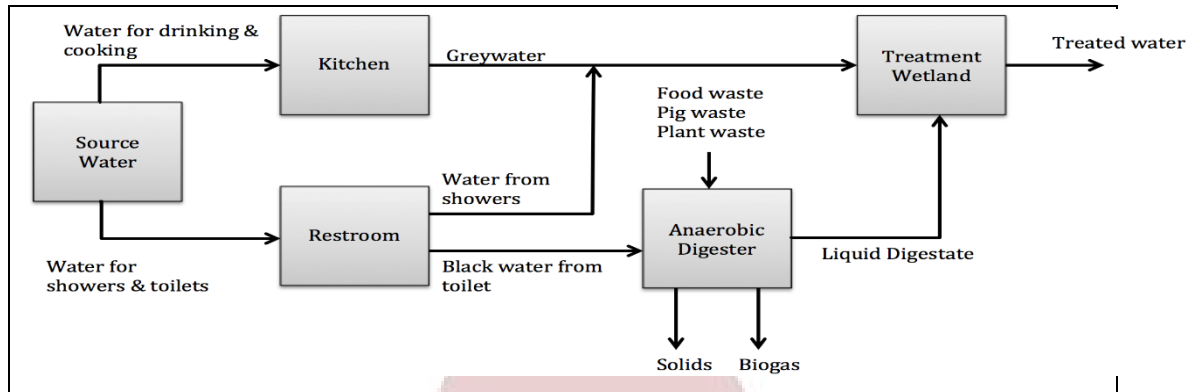 Water for drinking &
cooking
Kitchen
Greywater
Treatment
Wetland
Treated water
Food waste
Pig waste
Plant waste
Source
Water
Water from
showers
Restroom
Anaerobic
Digester
Water for
showers & toilets
Black water from
toilet
Liquid Digestate
Solids
Biogas